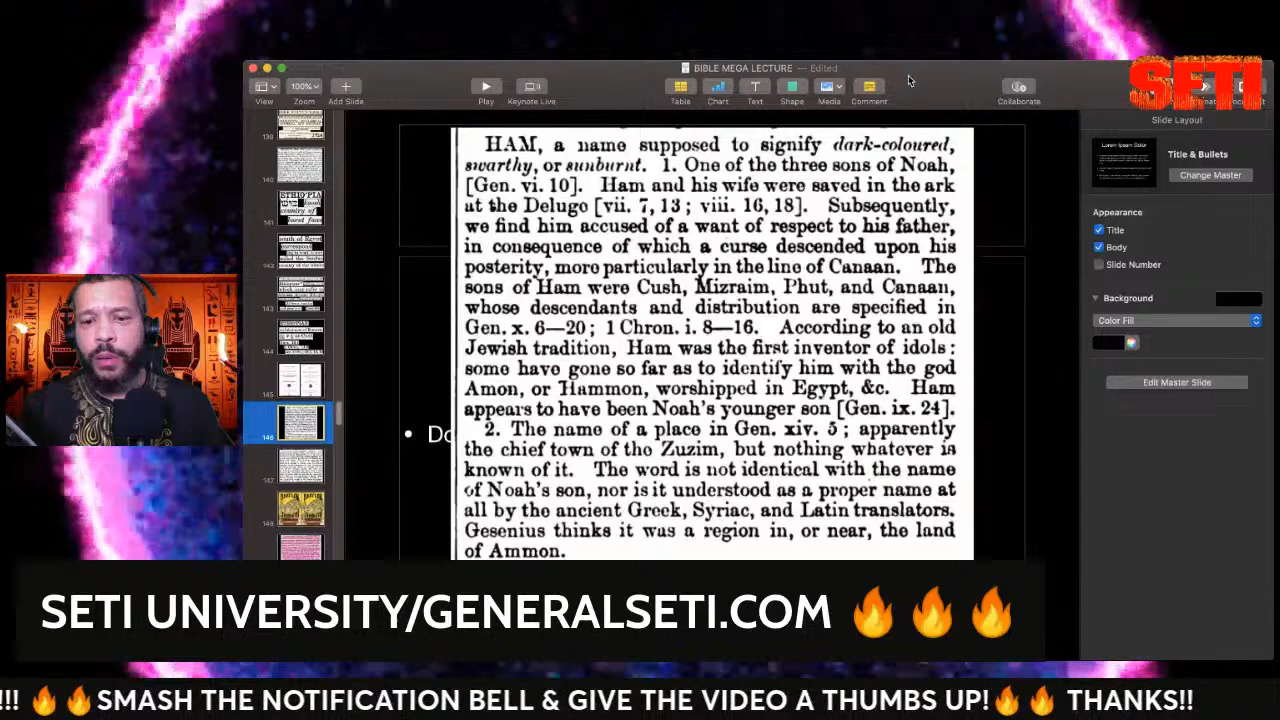 BIBLE MEGA LECTURE — Edited
SETI
View
100%
Zoom
Add Slide
Play
Keynote Live
Table
Chart
Text
Shape
Media
Comment
Collaborate
Slide Layout
Title & Bullets
Change Master
Appearance
Title
Body
Slide Number
Background
Color Fill
Edit Master Slide
139
140
141
142
143
144
145
146
147
148
HAM, a name supposed to signify dark-coloured,
swarthy, or sunburnt. 1. One of the three sons of Noah,
[Gen. vi. 10]. Ham and his wife were saved in the ark
at the Deluge [vii. 7, 13; viii. 16, 18]. Subsequently,
we find him accused of a want of respect to his father,
in consequence of which a curse descended upon his
posterity, more particularly in the line of Canaan. The
sons of Ham were Cush, Mizraim, Phut, and Canaan,
whose descendants and distribution are specified in
Gen. x. 6—20; 1 Chron. i. 8—16. According to an old
Jewish tradition, Ham was the first inventor of idols:
some have gone so far as to identify him with the god
Amon, or Hammon, worshipped in Egypt, &c. Ham
appears to have been Noah's younger son [Gen. ix. 24].
2. The name of a place in Gen. xiv. 5; apparently
the chief town of the Zuzim, but nothing whatever is
known of it. The word is not identical with the name
of Noah's son, nor is it understood as a proper name at
all by the ancient Greek, Syriac, and Latin translators.
Gesenius thinks it was a region in, or near, the land
of Ammon.
• Do
SETI UNIVERSITY/GENERALSETI.COM 🔥🔥🔥
!!! 🔥🔥SMASH THE NOTIFICATION BELL & GIVE THE VIDEO A THUMBS UP!🔥🔥 THANKS!!